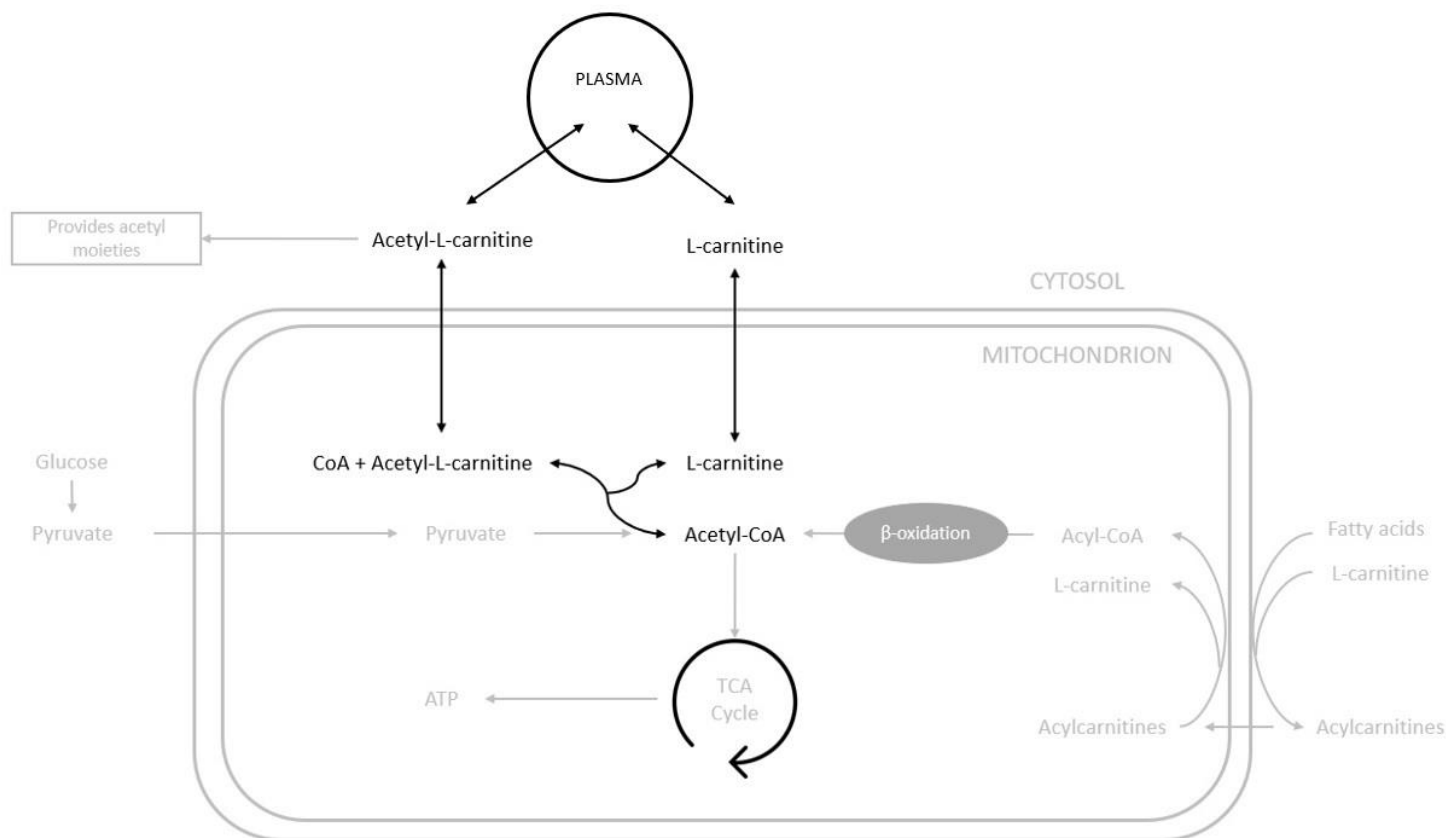 PLASMA
Provides acetyl
moieties
Acetyl-L-carnitine
L-carnitine
CYTOSOL
MITOCHONDRION
Glucose
CoA + Acetyl-L-carnitine
L-carnitine
Pyruvate
Pyruvate
Acetyl-CoA
β-oxidation
Acyl-CoA
Fatty acids
L-carnitine
L-carnitine
ATP
TCA
Cycle
Acylcarnitines
Acylcarnitines